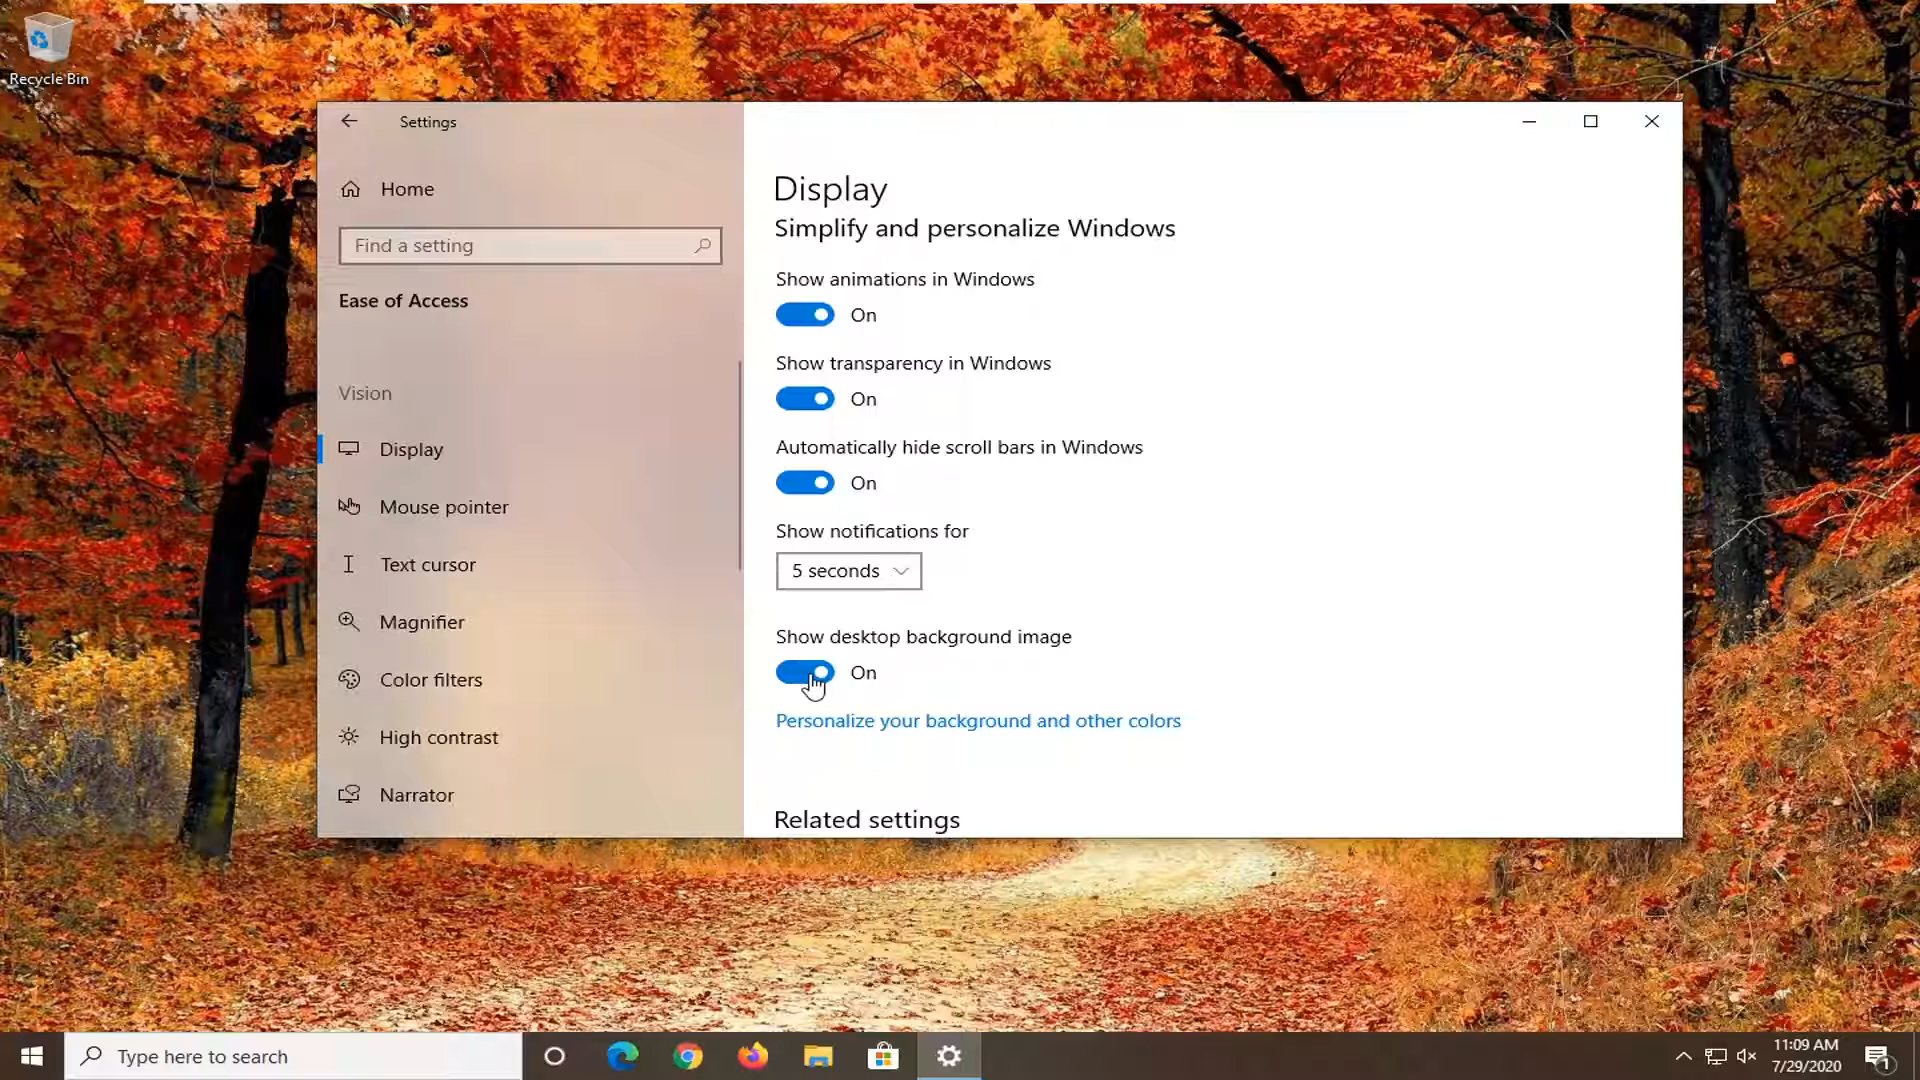 Recycle Bin
Settings
Home
Find a setting
Ease of Access
Vision
Display
Mouse pointer
Text cursor
Magnifier
Color filters
High contrast
Narrator
Display
Simplify and personalize Windows
Show animations in Windows
On
Show transparency in Windows
On
Automatically hide scroll bars in Windows
On
Show notifications for
5 seconds
Show desktop background image
On
Personalize your background and other colors
Related settings
Type here to search
11:09 AM
7/29/2020
1